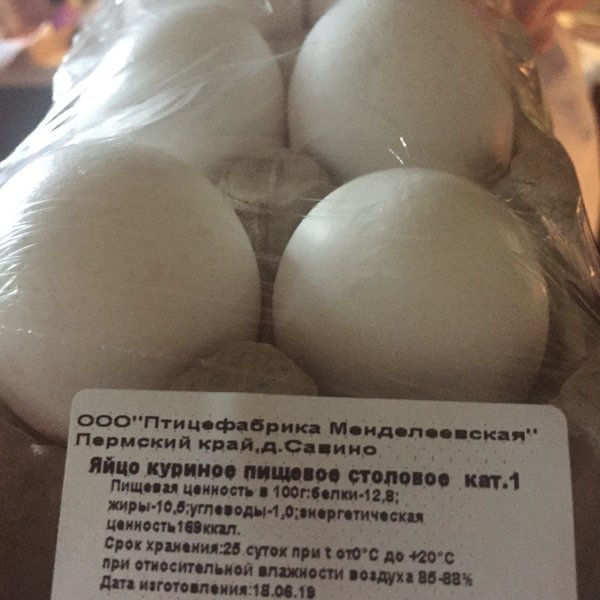 ООО"Птицефабрика Менделеевская"
Пермский край,д.Савино
Яйцо куриное пищевое столовое кат.1
Пищевая ценность в 100г:белки-12,8;
жиры-10,5;углеводы-1,0;энергетическая
ценность169ккал.
Срок хранения:25 суток при t от0°С до +20°С
при относительной влажности воздуха 85-88%
Дата изготовления:18.06.19